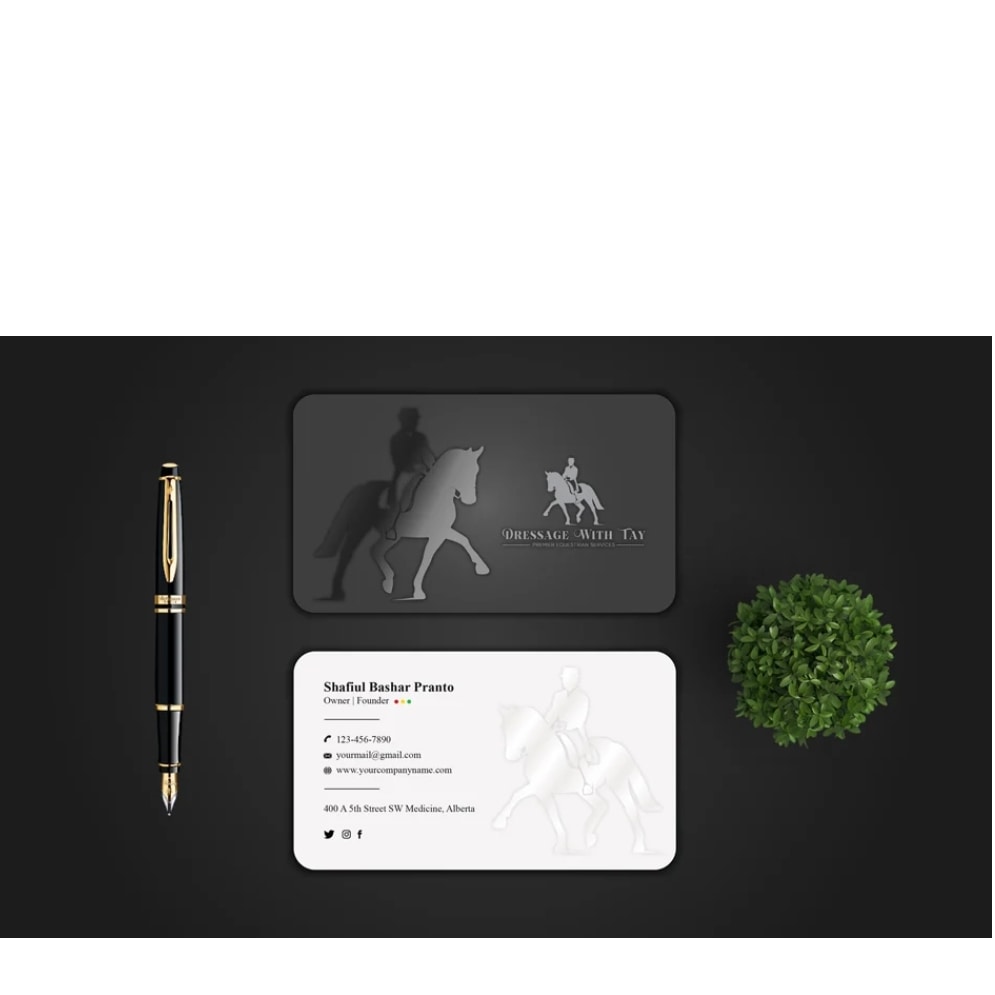 Dressage With Tay
PREMIER EQUESTRIAN SERVICES
Shafiul Bashar Pranto
Owner | Founder
123-456-7890
yourmail@gmail.com
www.yourcompanyname.com
400 A 5th Street SW Medicine, Alberta